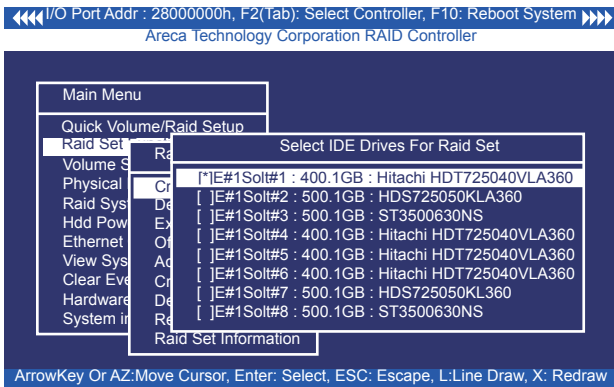 I/O Port Addr : 28000000h, F2(Tab): Select Controller, F10: Reboot System
Areca Technology Corporation RAID Controller
Main Menu
Quick Volume/Raid Setup
Raid Set
Volume S
Physical
Raid Sys
Hdd Pow
Ethernet
View Sys
Clear Eve
Hardware
System in
Ra
Cr
De
Ex
Of
Ac
Cr
De
Re
Raid Set Information
Select IDE Drives For Raid Set
[*]E#1Solt#1 : 400.1GB : Hitachi HDT725040VLA360
[ ]E#1Solt#2 : 500.1GB : HDS725050KLA360
[ ]E#1Solt#3 : 500.1GB : ST3500630NS
[ ]E#1Solt#4 : 400.1GB : Hitachi HDT725040VLA360
[ ]E#1Solt#5 : 400.1GB : Hitachi HDT725040VLA360
[ ]E#1Solt#6 : 400.1GB : Hitachi HDT725040VLA360
[ ]E#1Solt#7 : 500.1GB : HDS725050KL360
[ ]E#1Solt#8 : 500.1GB : ST3500630NS
ArrowKey Or AZ:Move Cursor, Enter: Select, ESC: Escape, L:Line Draw, X: Redraw